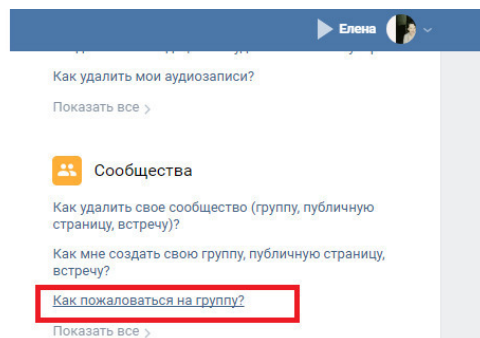 Елена
Как удалить мои аудиозаписи?
Показать все
Сообщества
Как удалить свое сообщество (группу, публичную
страницу, встречу)?
Как мне создать свою группу, публичную страницу,
встречу?
Как пожаловаться на группу?
Показать все